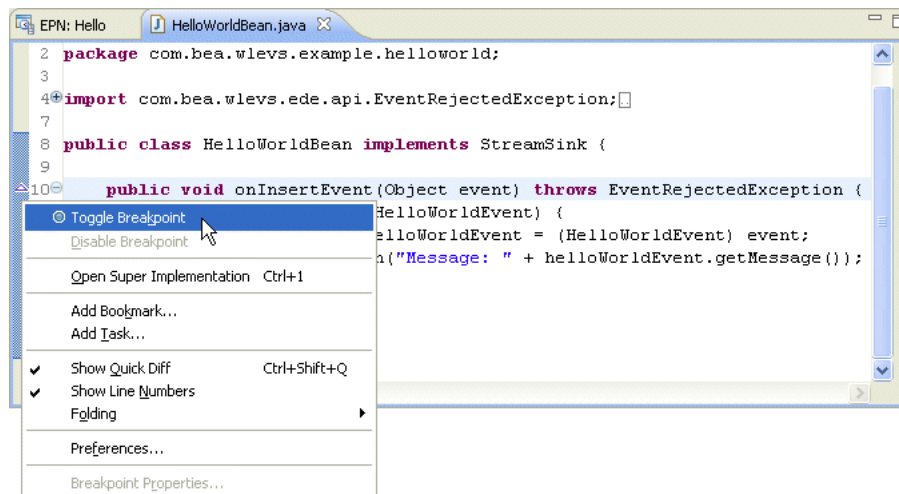 EPN: Hello HelloWorldBean.java
2 package com.bea.wlevs.example.helloworld;
3
4 import com.bea.wlevs.ede.api.EventRejectedException;
7
8 public class HelloWorldBean implements StreamSink {
9
10 public void onInsertEvent(Object event) throws EventRejectedException {
HelloWorldEvent) {
elloWorldEvent = (HelloWorldEvent) event;
n("Message: " + helloWorldEvent.getMessage());
Toggle Breakpoint
Disable Breakpoint
Open Super Implementation Ctrl+1
Add Bookmark...
Add Task...
Show Quick Diff Ctrl+Shift+Q
Show Line Numbers
Folding
Preferences...
Breakpoint Properties...